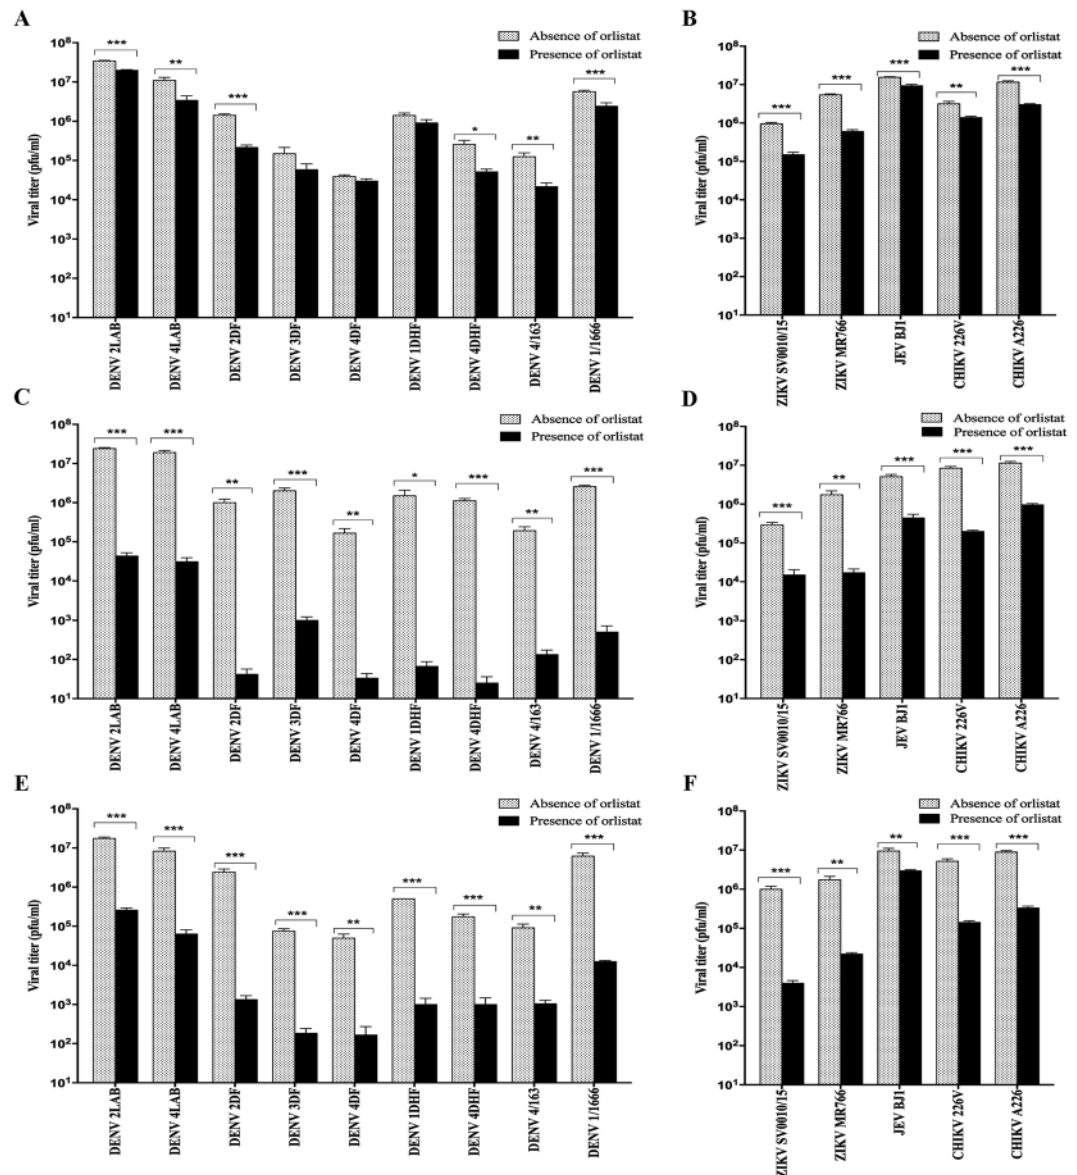 A
Absence of orlistat
Presence of orlistat
Viral titer (pfu/ml)
10⁸
10⁷
10⁶
10⁵
10⁴
10³
10²
10¹
*** ** *** * ** ***
DENV 2LAB
DENV 4LAB
DENV 2DF
DENV 3DF
DENV 4DF
DENV 1DHF
DENV 4DHF
DENV 4/163
DENV 1/1666
B
Absence of orlistat
Presence of orlistat
Viral titer (pfu/ml)
10⁸
10⁷
10⁶
10⁵
10⁴
10³
10²
10¹
*** *** *** ** ***
ZIKV SV0010/15
ZIKV MR766
JEV BJ1
CHIKV 226V
CHIKV A226
C
Absence of orlistat
Presence of orlistat
Viral titer (pfu/ml)
10⁸
10⁷
10⁶
10⁵
10⁴
10³
10²
10¹
*** *** ** *** ** * *** ** ***
DENV 2LAB
DENV 4LAB
DENV 2DF
DENV 3DF
DENV 4DF
DENV 1DHF
DENV 4DHF
DENV 4/163
DENV 1/1666
D
Absence of orlistat
Presence of orlistat
Viral titer (pfu/ml)
10⁸
10⁷
10⁶
10⁵
10⁴
10³
10²
10¹
*** ** *** *** ***
ZIKV SV0010/15
ZIKV MR766
JEV BJ1
CHIKV 226V
CHIKV A226
E
Absence of orlistat
Presence of orlistat
Viral titer (pfu/ml)
10⁸
10⁷
10⁶
10⁵
10⁴
10³
10²
10¹
*** *** *** *** ** *** *** ** ***
DENV 2LAB
DENV 4LAB
DENV 2DF
DENV 3DF
DENV 4DF
DENV 1DHF
DENV 4DHF
DENV 4/163
DENV 1/1666
F
Absence of orlistat
Presence of orlistat
Viral titer (pfu/ml)
10⁸
10⁷
10⁶
10⁵
10⁴
10³
10²
10¹
*** ** ** *** ***
ZIKV SV0010/15
ZIKV MR766
JEV BJ1
CHIKV 226V
CHIKV A226